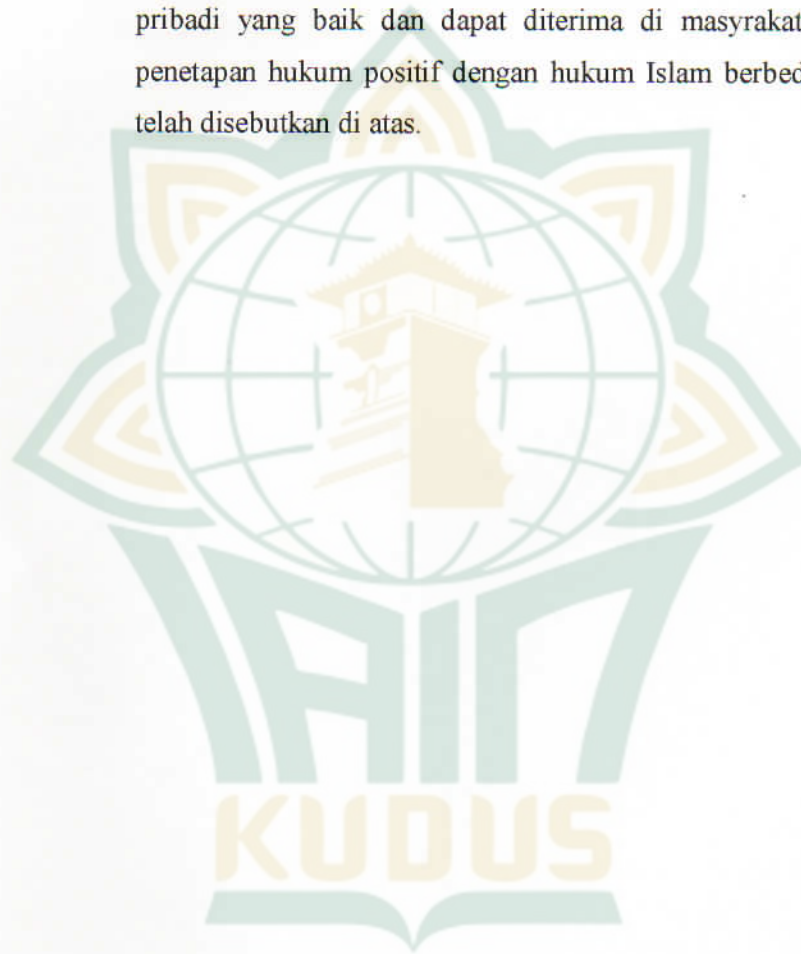 pribadi yang baik dan dapat diterima di masyrakat
penetapan hukum positif dengan hukum Islam
telah disebutkan di atas.
IAIN
KUDUS